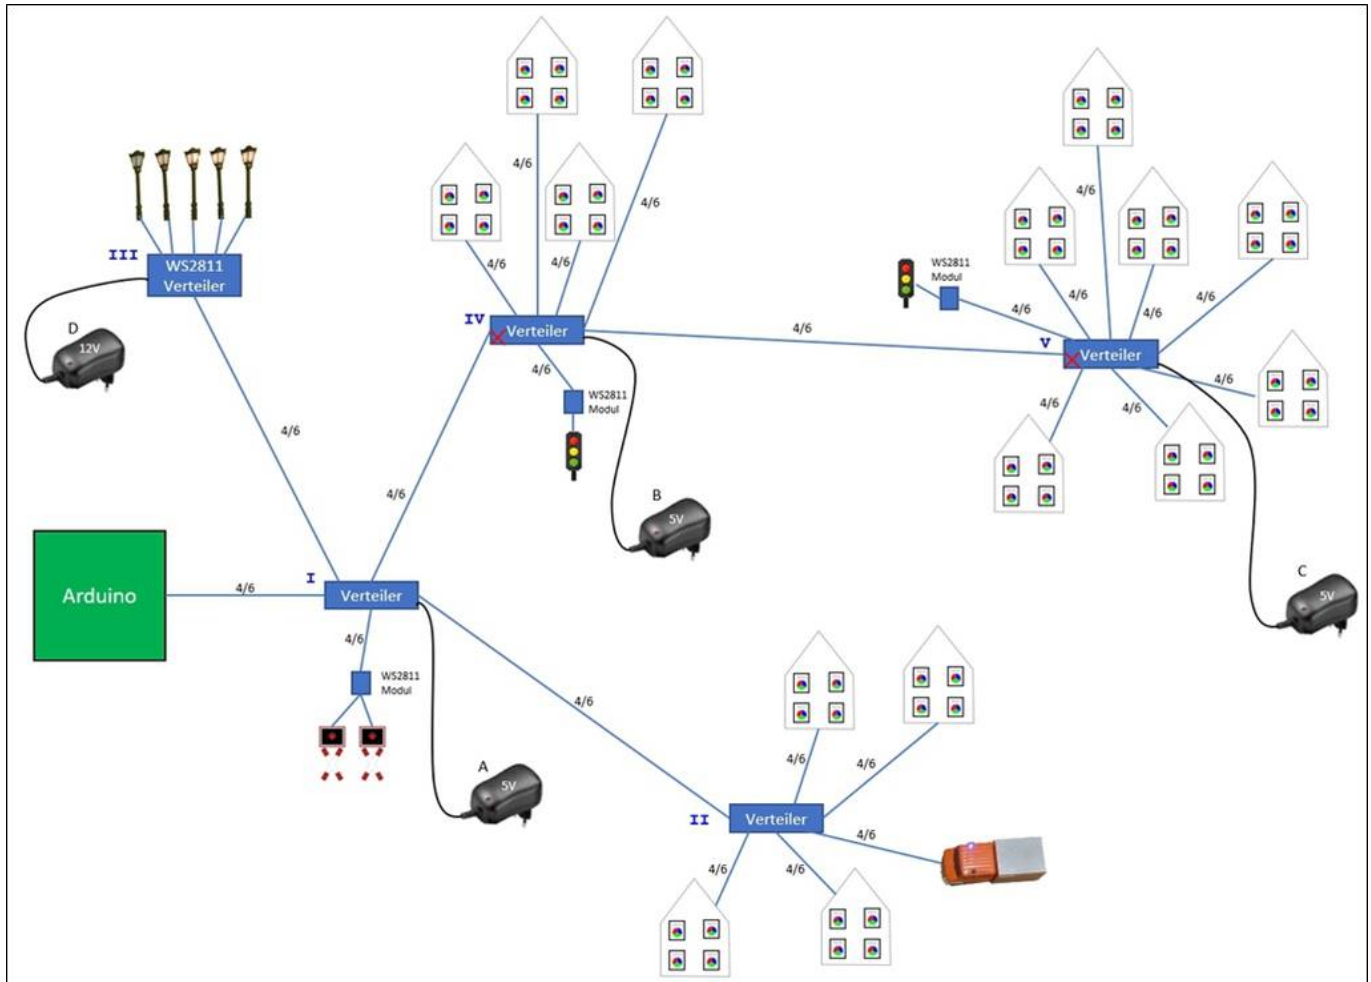 III
WS2811
Verteiler
D
12V
4/6
4/6
4/6
4/6
4/6
IV
Verteiler
4/6
WS2811
Modul
4/6
B
5V
4/6
4/6
WS2811
Modul
4/6
4/6
4/6
4/6
4/6
V
Verteiler
4/6
4/6
4/6
C
5V
Arduino
4/6
I
Verteiler
4/6
WS2811
Modul
A
5V
4/6
II
Verteiler
4/6
4/6
4/6
4/6
4/6